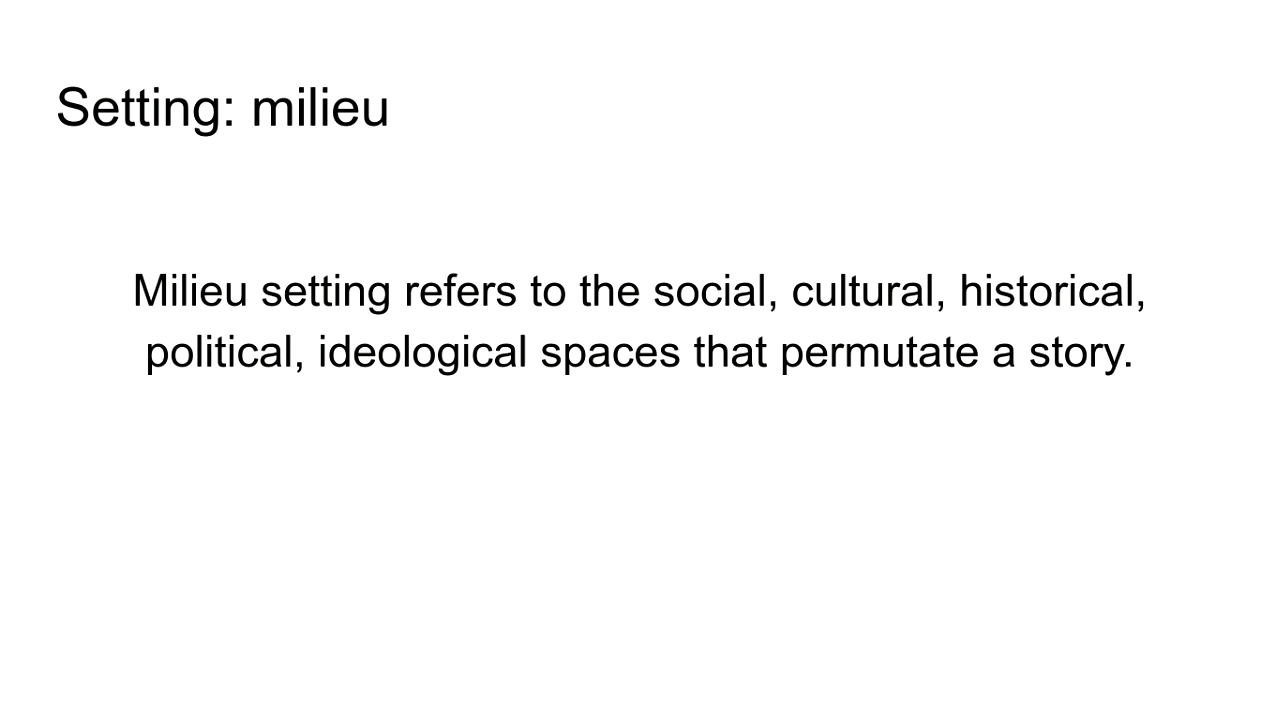 Setting: milieu
Milieu setting refers to the social, cultural, historical,
political, ideological spaces that permutate a story.